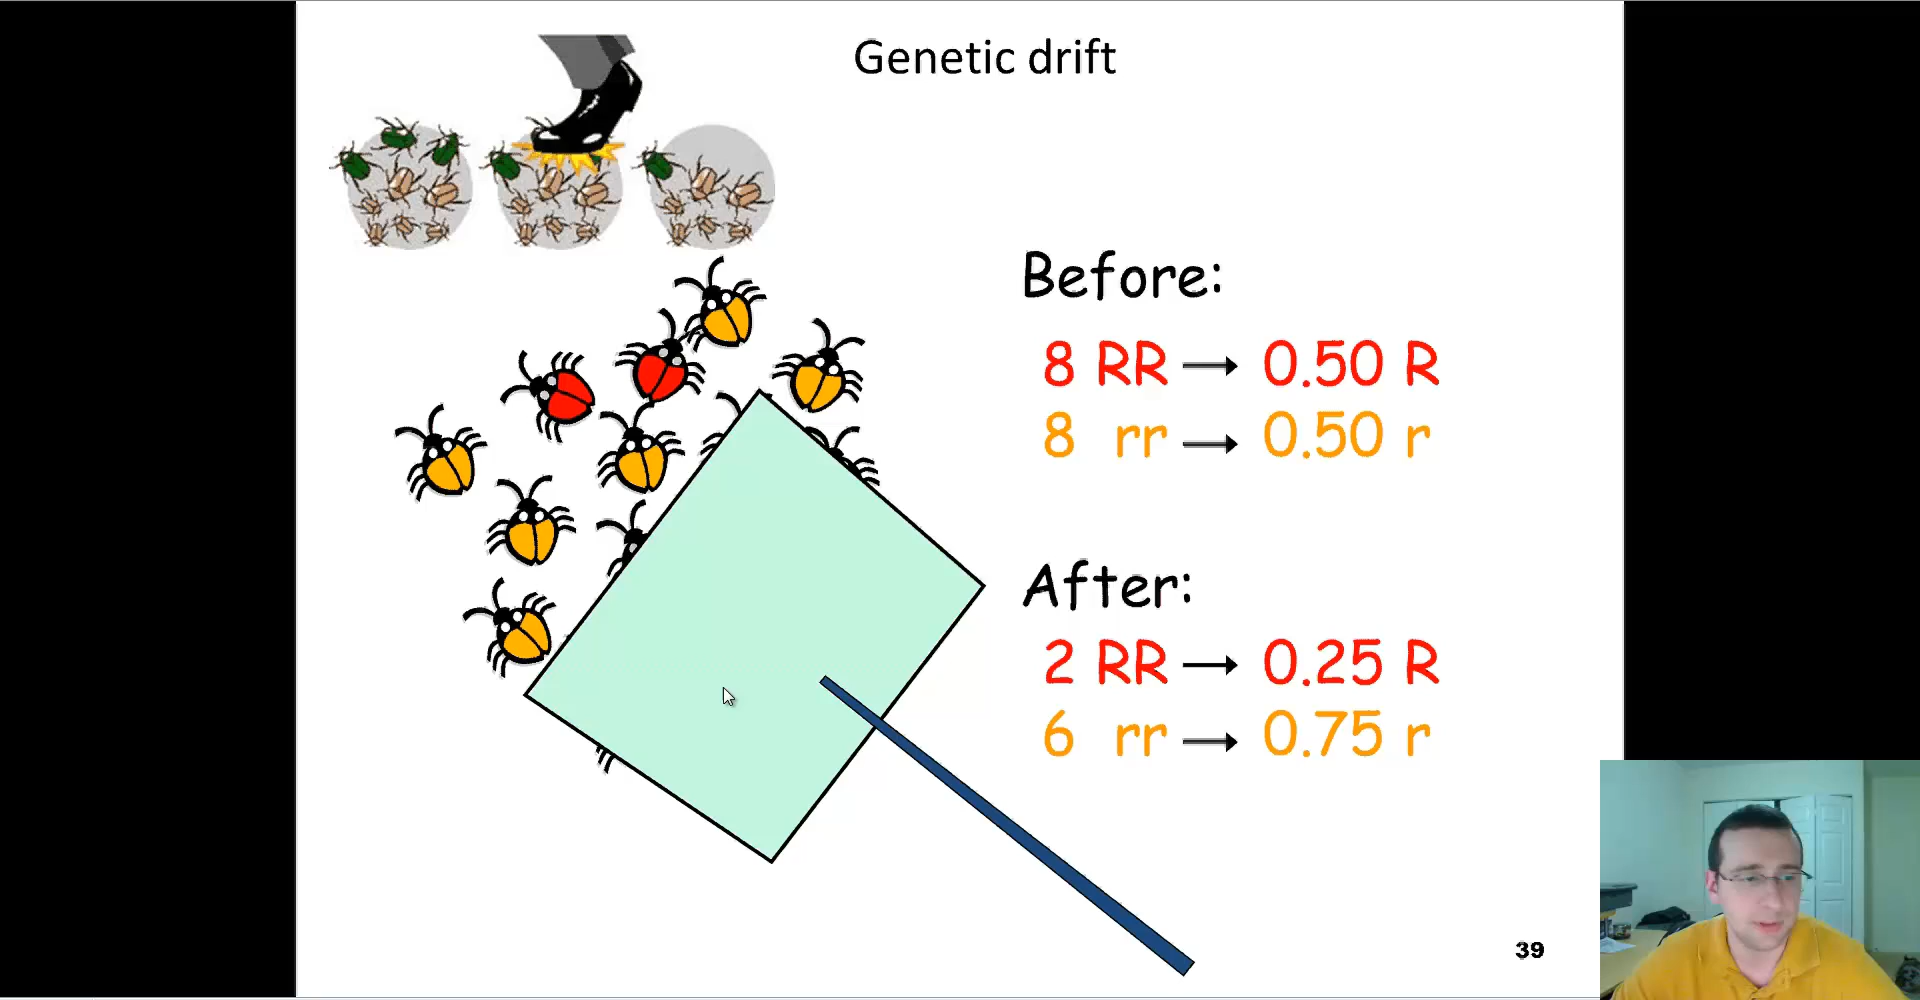 Genetic drift
Before:
8 RR → 0.50 R
8 rr → 0.50 r
After:
2 RR → 0.25 R
6 rr → 0.75 r
39